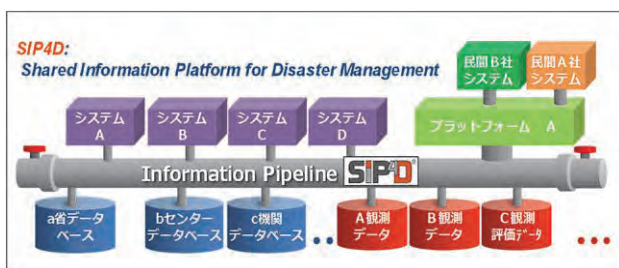 SIP4D:
Shared Information Platform for Disaster Management
民間B社
システム
民間A社
システム
システム
A
システム
B
システム
C
システム
D
プラットフォーム A
Information Pipeline SIP4D
a省データ
ベース
bセンター
データベース
c機関
データベース
A観測
データ
B観測
データ
C観測
評価データ